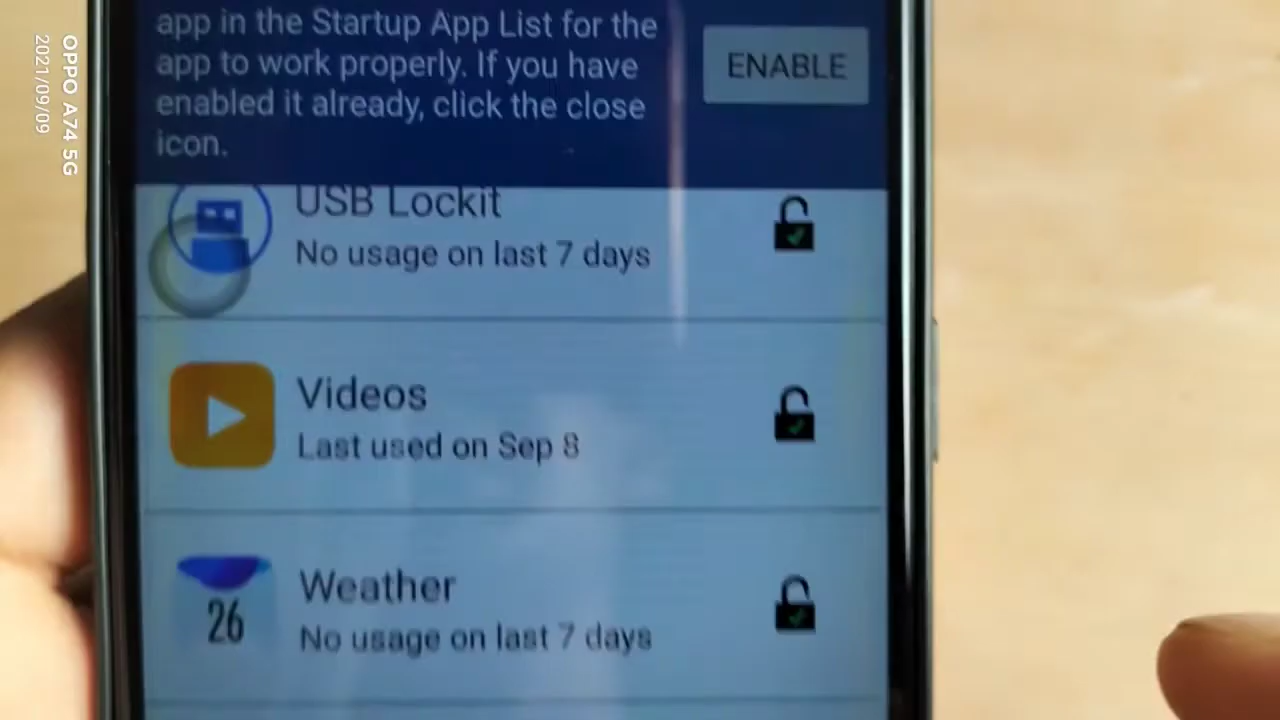 app in the Startup App List for the
app to work properly. If you have
enabled it already, click the close
icon.
ENABLE
USB Lockit
No usage on last 7 days
Videos
Last used on Sep 8
26
Weather
No usage on last 7 days
OPPO A74 5G
2021/09/09